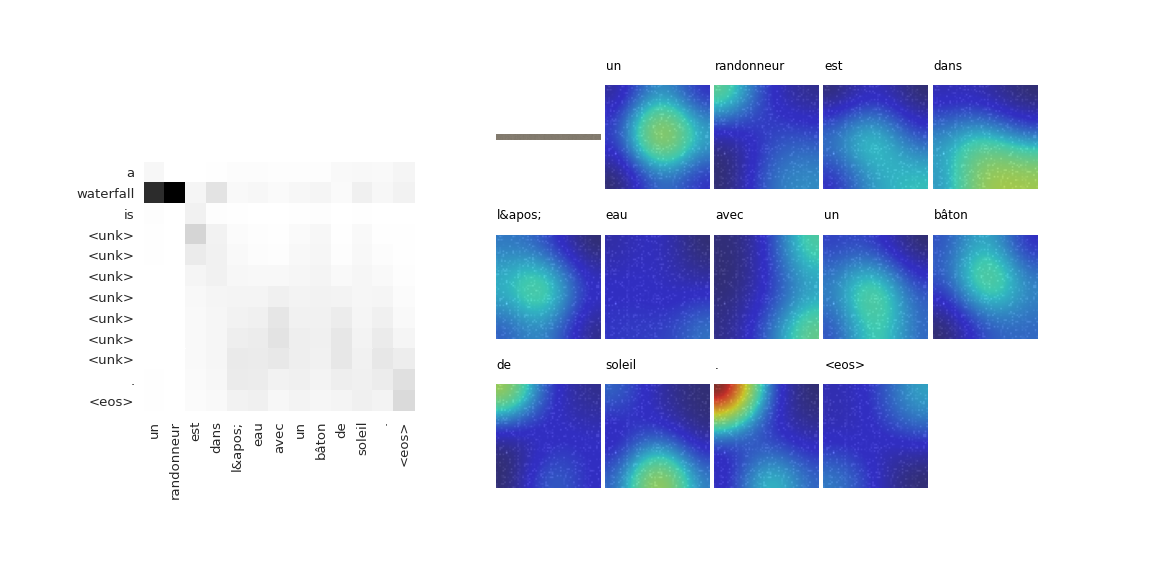 a
waterfall
is
<unk>
<unk>
<unk>
<unk>
<unk>
<unk>
<unk>
.
<eos>
un
randonneur
est
dans
l&apos;
eau
avec
un
bâton
de
soleil
.
<eos>
un randonneur est dans
l&apos; eau avec un bâton
de soleil . <eos>